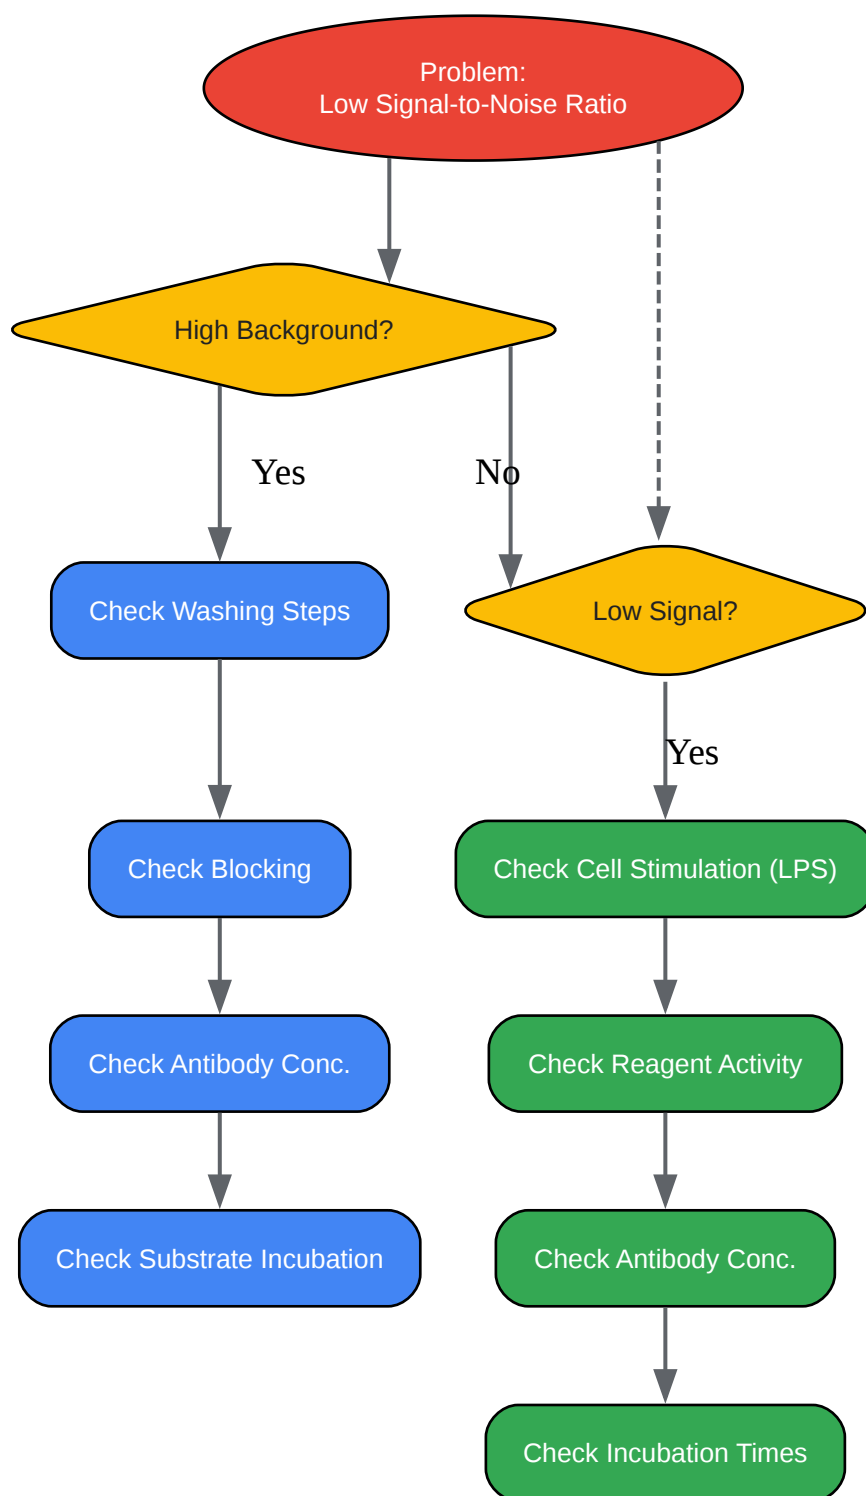 Problem:
Low Signal-to-Noise Ratio
High Background?
Yes
No
Check Washing Steps
Low Signal?
Yes
Check Blocking
Check Cell Stimulation (LPS)
Check Antibody Conc.
Check Reagent Activity
Check Substrate Incubation
Check Antibody Conc.
Check Incubation Times